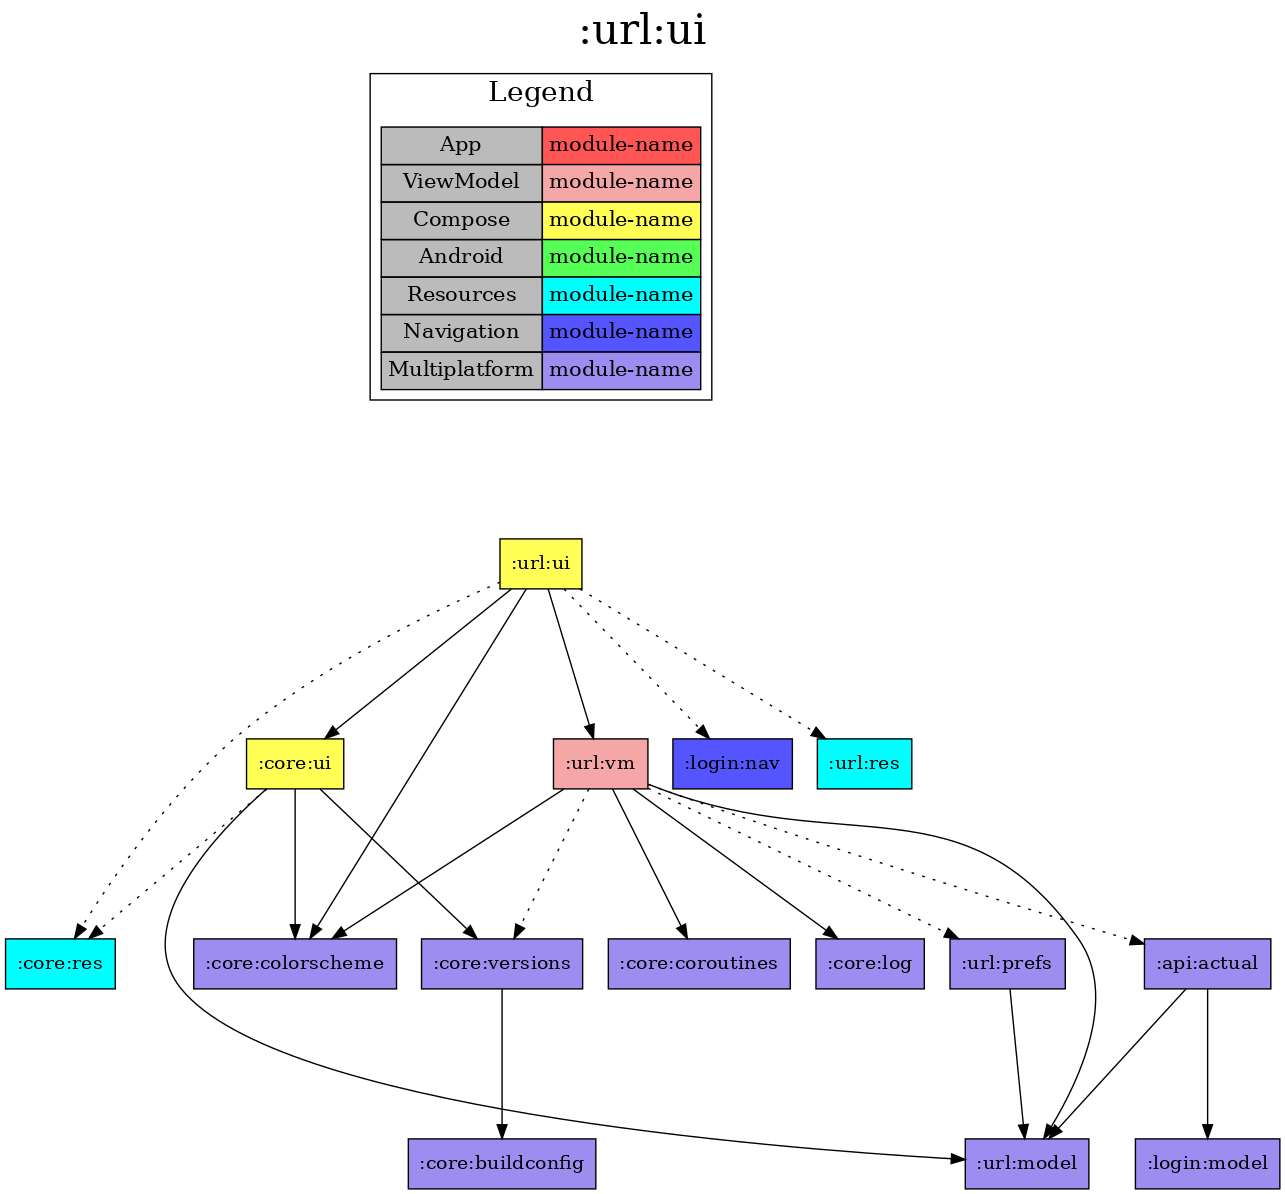 :url:ui
Legend
App module-name
ViewModel module-name
Compose module-name
Android module-name
Resources module-name
Navigation module-name
Multiplatform module-name
:url:ui
:core:ui
:url:vm
:login:nav
:url:res
:core:res
:core:colorscheme
:core:versions
:core:coroutines
:core:log
:url:prefs
:api:actual
:core:buildconfig
:url:model
:login:model